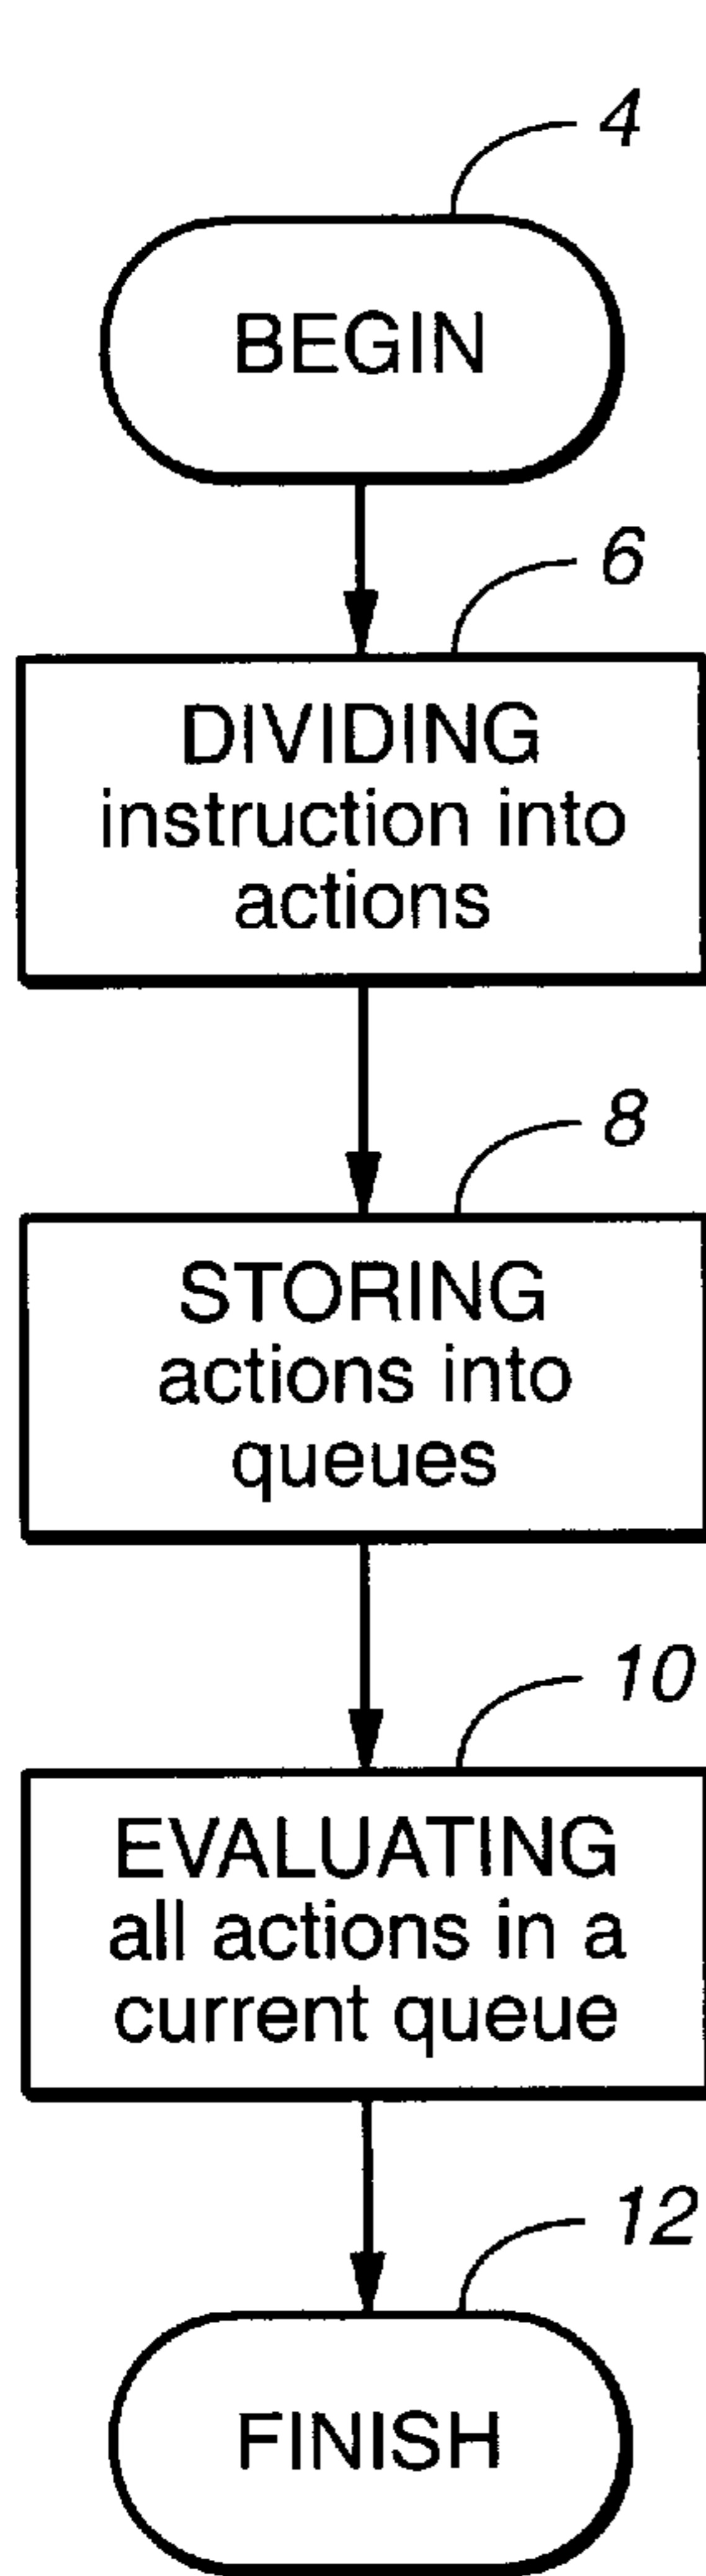 4
BEGIN
6
DIVIDING
instruction into
actions
8
STORING
actions into
queues
10
EVALUATING
all actions in a
current queue
12
FINISH